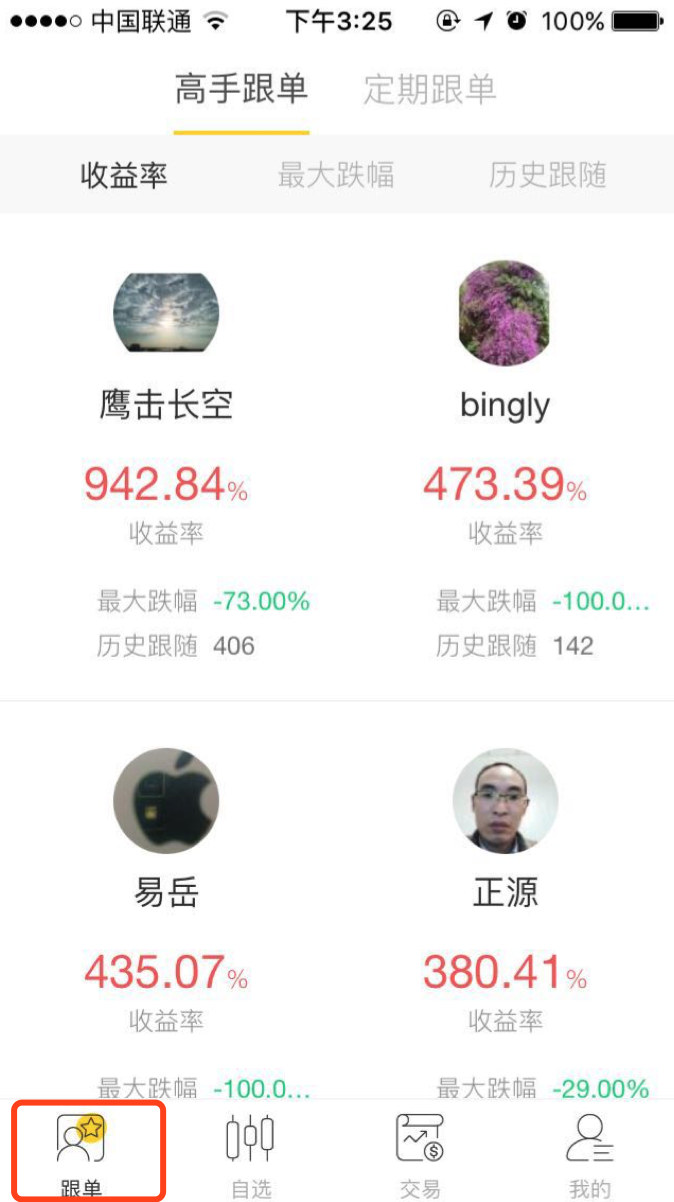 中国联通 下午3:25 100%
高手跟单 定期跟单
收益率 最大跌幅 历史跟随
鹰击长空 bingly
942.84% 473.39%
收益率 收益率
最大跌幅 -73.00% 最大跌幅 -100.0...
历史跟随 406 历史跟随 142
易岳 正源
435.07% 380.41%
收益率 收益率
最大跌幅 -100.0... 最大跌幅 -29.00%
跟单 自选 交易 我的